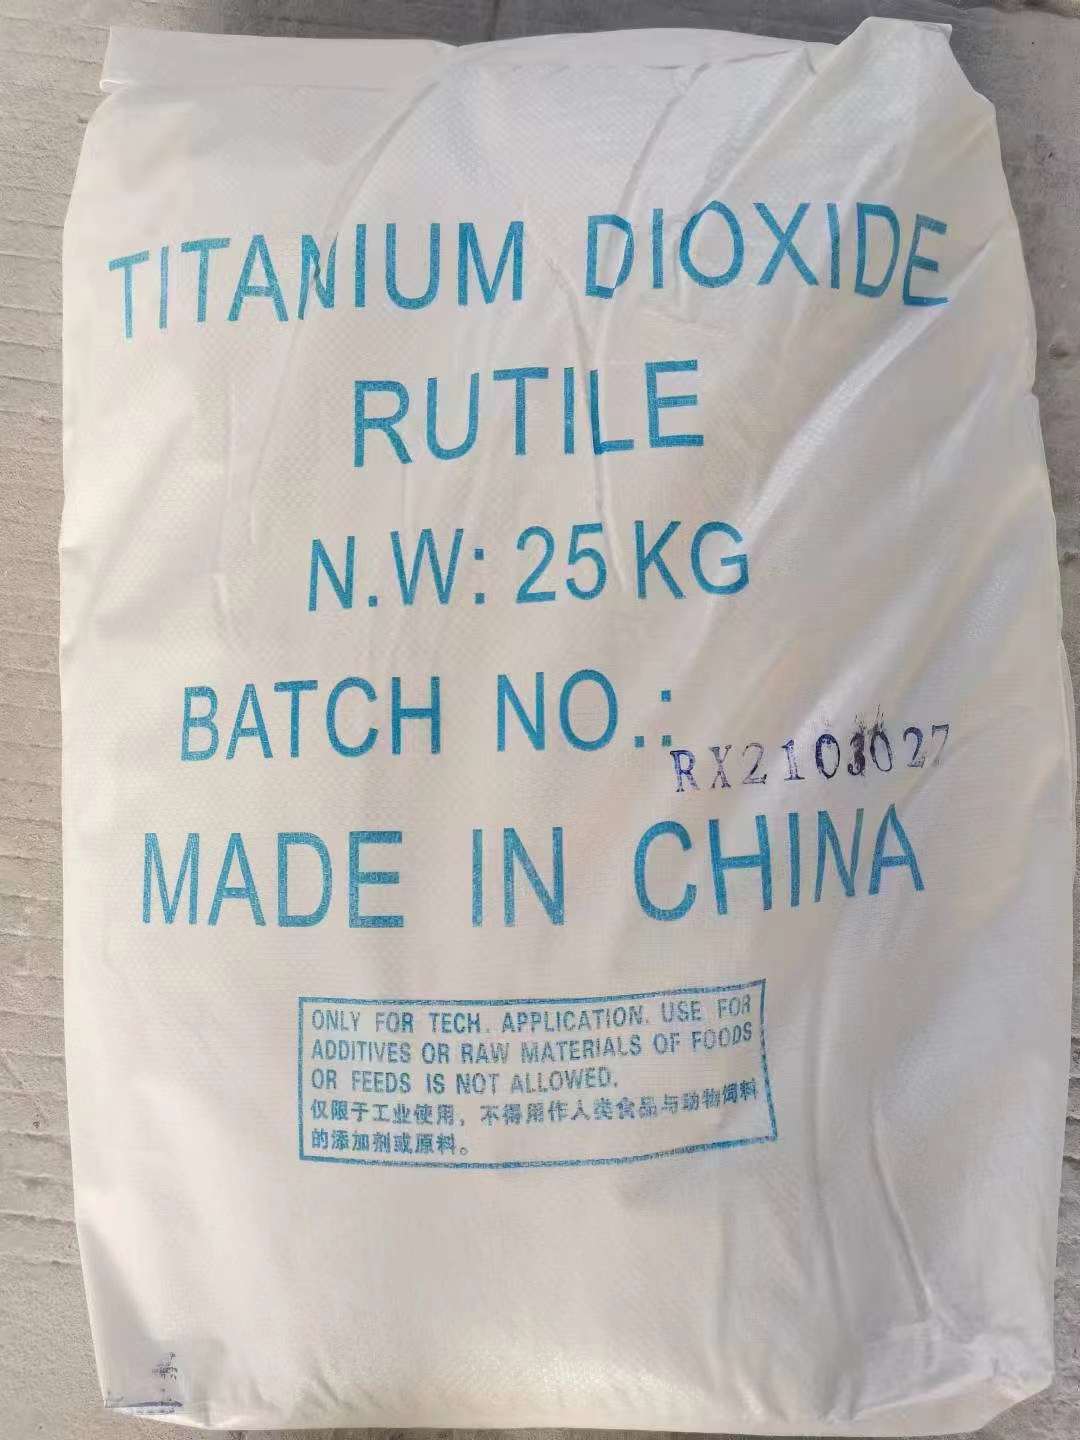 TITANIUM DIOXIDE
RUTILE
N.W: 25KG
BATCH NO.: RX2103027
MADE IN CHINA
ONLY FOR TECH. APPLICATION. USE FOR
ADDITIVES OR RAW MATERIALS OF FOODS
OR FEEDS IS NOT ALLOWED.
仅限于工业使用，不得用作人类食品与动物饲料
的添加剂或原料。